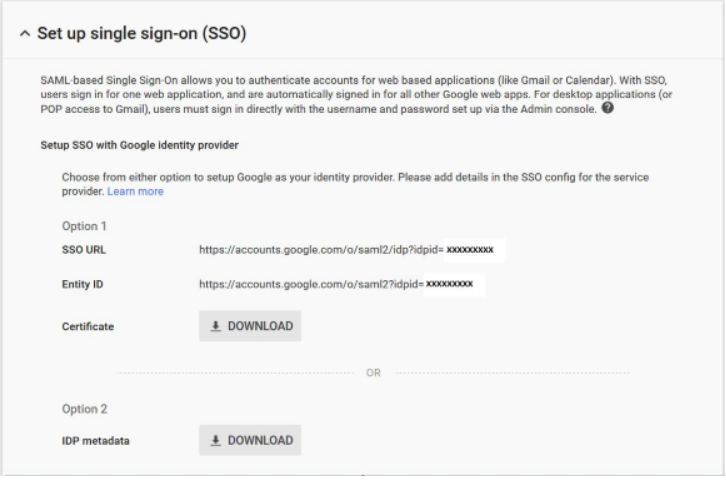 Set up single sign-on (SSO)
SAML-based Single Sign-On allows you to authenticate accounts for web based applications (like Gmail or Calendar). With SSO,
users sign in for one web application, and are automatically signed in for all other Google web apps. For desktop applications (or
POP access to Gmail), users must sign in directly with the username and password set up via the Admin console. ?
Setup SSO with Google identity provider
Choose from either option to setup Google as your identity provider. Please add details in the SSO config for the service
provider. Learn more
Option 1
SSO URL https://accounts.google.com/o/saml2/idp?idpid= xxxxxxxxx
Entity ID https://accounts.google.com/o/saml2?idpid= xxxxxxxxx
Certificate DOWNLOAD
OR
Option 2
IDP metadata DOWNLOAD